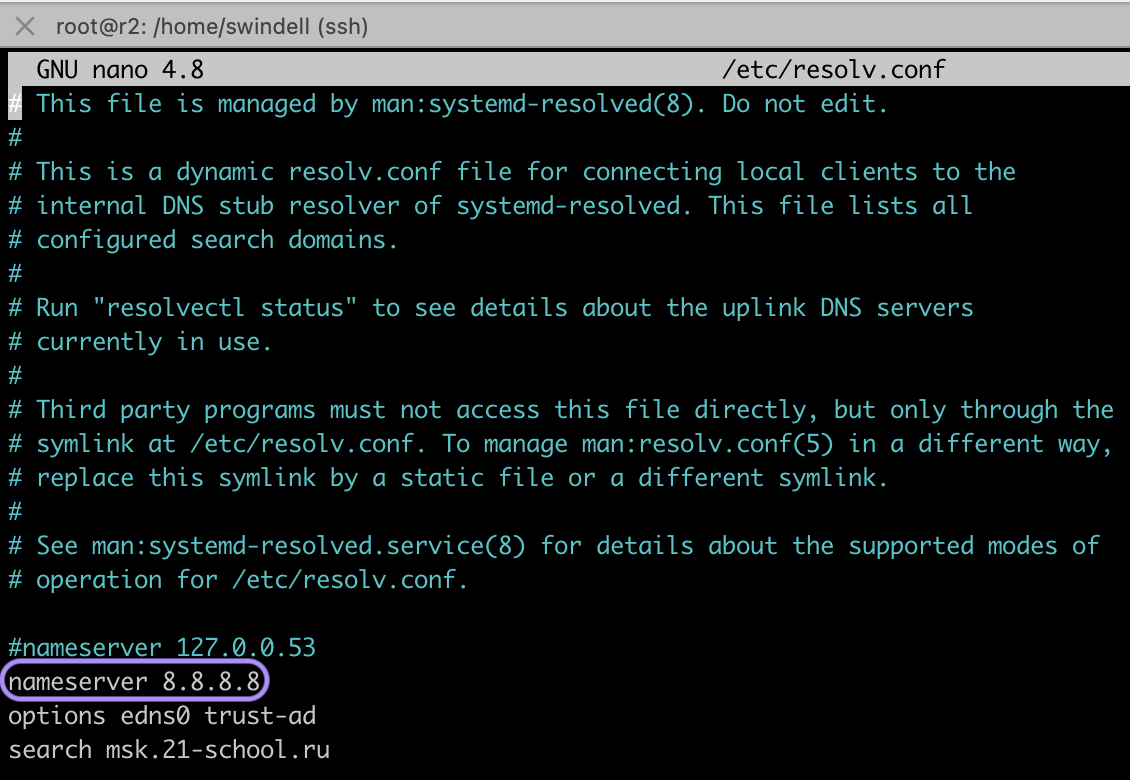 root@r2: /home/swindell (ssh)
GNU nano 4.8 /etc/resolv.conf
# This file is managed by man:systemd-resolved(8). Do not edit.
#
# This is a dynamic resolv.conf file for connecting local clients to the
# internal DNS stub resolver of systemd-resolved. This file lists all
# configured search domains.
#
# Run "resolvectl status" to see details about the uplink DNS servers
# currently in use.
#
# Third party programs must not access this file directly, but only through the
# symlink at /etc/resolv.conf. To manage man:resolv.conf(5) in a different way,
# replace this symlink by a static file or a different symlink.
#
# See man:systemd-resolved.service(8) for details about the supported modes of
# operation for /etc/resolv.conf.
#nameserver 127.0.0.53
nameserver 8.8.8.8
options edns0 trust-ad
search msk.21-school.ru